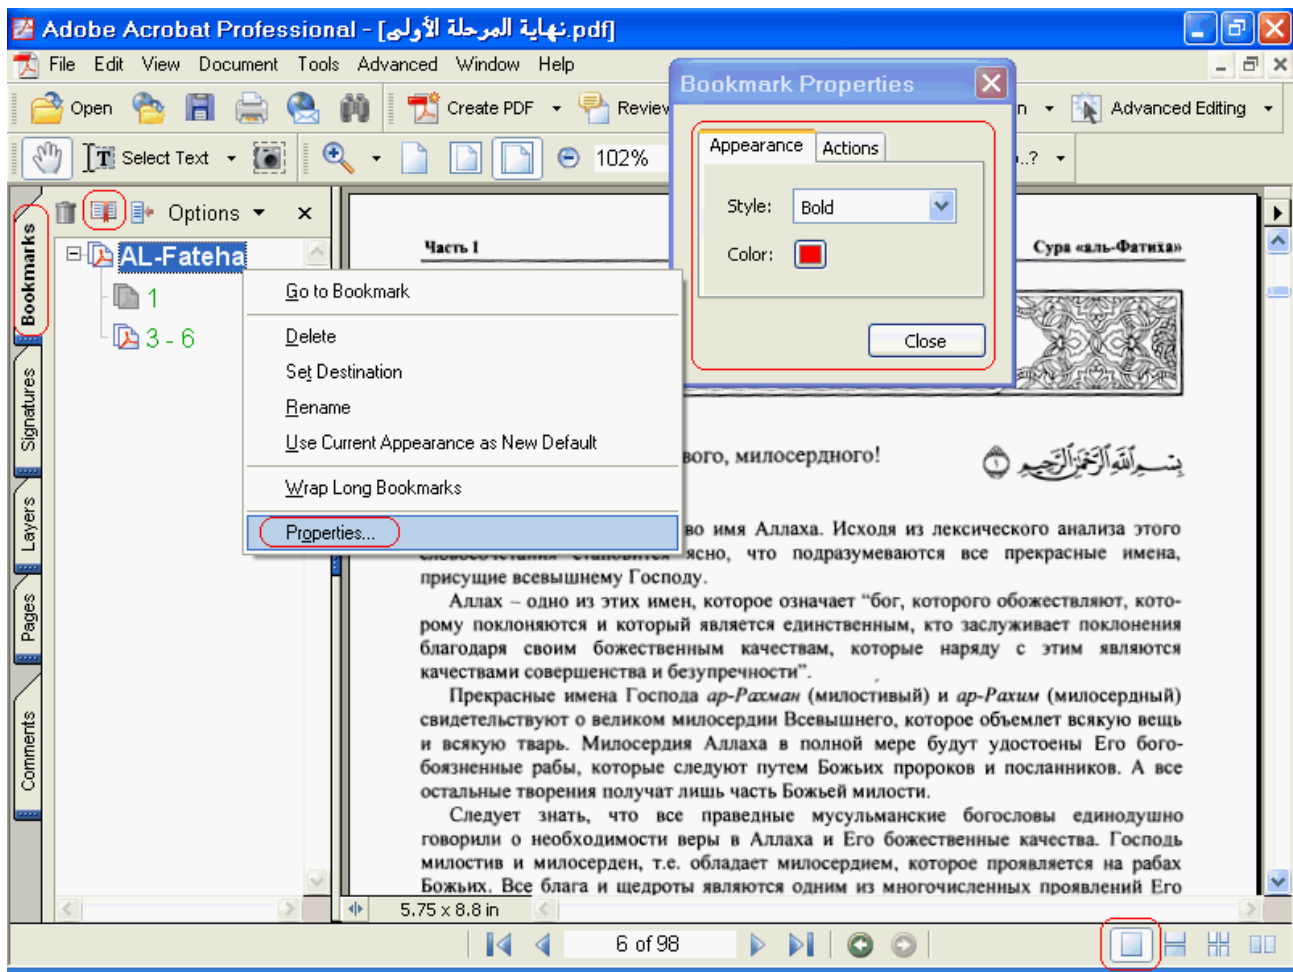 Adobe Acrobat Professional - [نهاية المرحلة الأولى.pdf]
File Edit View Document Tools Advanced Window Help
Open Create PDF Review Advanced Editing
Select Text 102% ..?
Bookmark Properties
Appearance Actions
Style: Bold
Color:
Close
Bookmarks
Signatures
Layers
Pages
Comments
Options
AL-Fateha
1
3 - 6
Go to Bookmark
Delete
Set Destination
Rename
Use Current Appearance as New Default
Wrap Long Bookmarks
Properties...
Часть 1 Сура «аль-Фатиха»
вого, милосердного! بِسْمِ اللَّهِ الرَّحْمَٰنِ الرَّحِيمِ ١
во имя Аллаха. Исходя из лексического анализа этого
словосочетания становится ясно, что подразумеваются все прекрасные имена,
присущие всевышнему Господу.
Аллах – одно из этих имен, которое означает “бог, которого обожествляют, кото-
рому поклоняются и который является единственным, кто заслуживает поклонения
благодаря своим божественным качествам, которые наряду с этим являются
качествами совершенства и безупречности”.
Прекрасные имена Господа ар-Рахман (милостивый) и ар-Рахим (милосердный)
свидетельствуют о великом милосердии Всевышнего, которое объемлет всякую вещь
и всякую тварь. Милосердия Аллаха в полной мере будут удостоены Его бого-
боязненные рабы, которые следуют путем Божьих пророков и посланников. А все
остальные творения получат лишь часть Божьей милости.
Следует знать, что все праведные мусульманские богословы единодушно
говорили о необходимости веры в Аллаха и Его божественные качества. Господь
милостив и милосерден, т.е. обладает милосердием, которое проявляется на рабах
Божьих. Все блага и щедроты являются одним из многочисленных проявлений Его
5.75 x 8.8 in
6 of 98